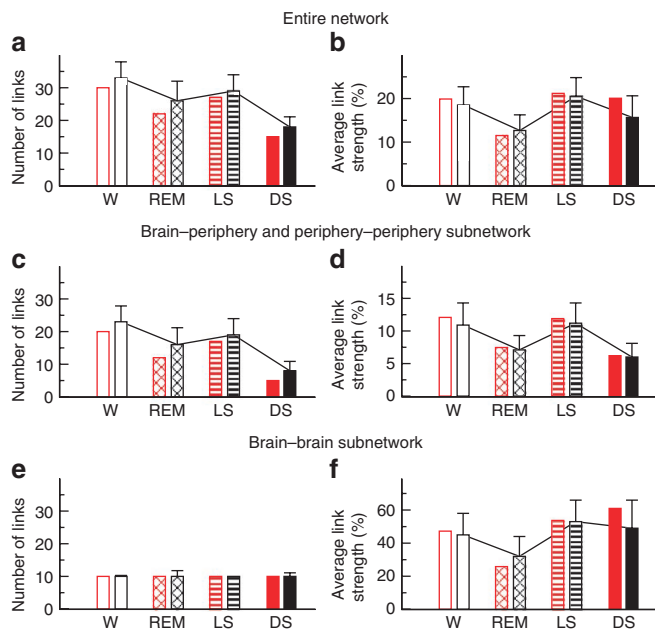 Entire network
a
Number of links
30
20
10
W REM LS DS
b
Average link
strength (%)
20
10
0
W REM LS DS
Brain–periphery and periphery–periphery subnetwork
c
Number of links
30
20
10
0
W REM LS DS
d
Average link
strength (%)
15
10
5
0
W REM LS DS
Brain–brain subnetwork
e
Number of links
30
20
10
0
W REM LS DS
f
Average link
strength (%)
60
40
20
0
W REM LS DS